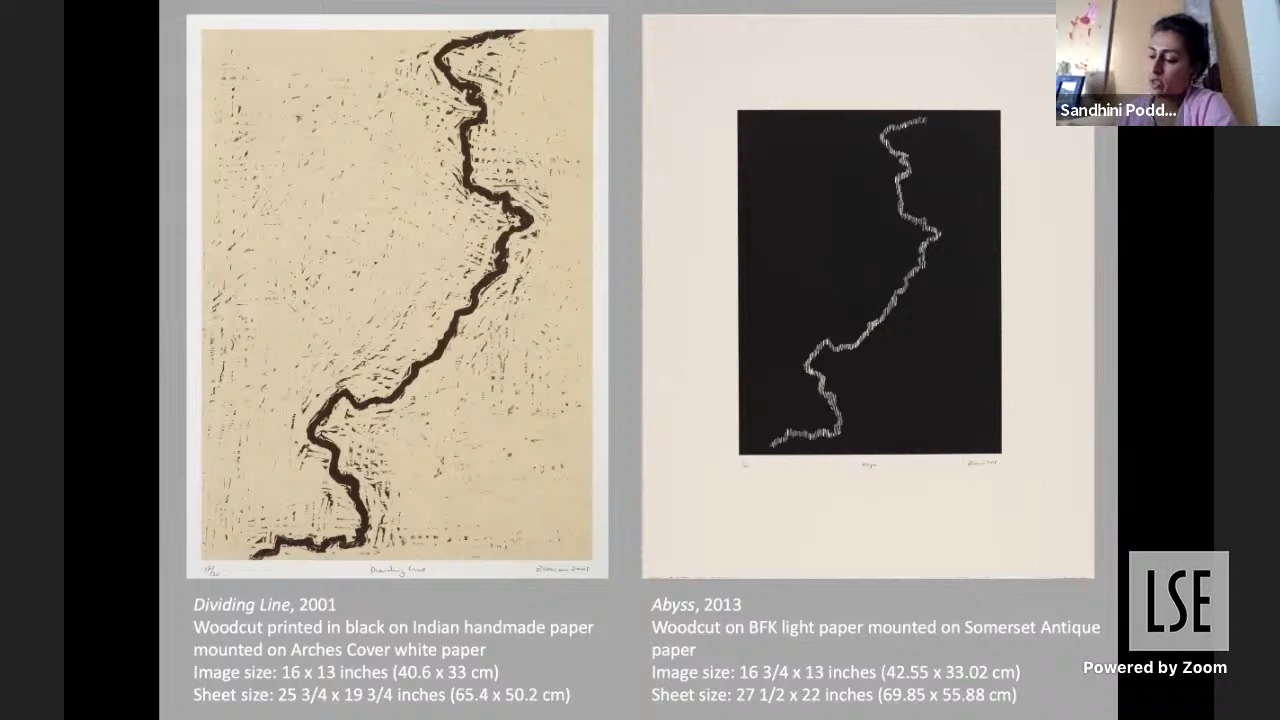 Sandhini Podd...
Dividing Line
Abyss
Dividing Line, 2001
Woodcut printed in black on Indian handmade paper
mounted on Arches Cover white paper
Image size: 16 x 13 inches (40.6 x 33 cm)
Sheet size: 25 3/4 x 19 3/4 inches (65.4 x 50.2 cm)
Abyss, 2013
Woodcut on BFK light paper mounted on Somerset Antique
paper
Image size: 16 3/4 x 13 inches (42.55 x 33.02 cm)
Sheet size: 27 1/2 x 22 inches (69.85 x 55.88 cm)
LSE
Powered by Zoom